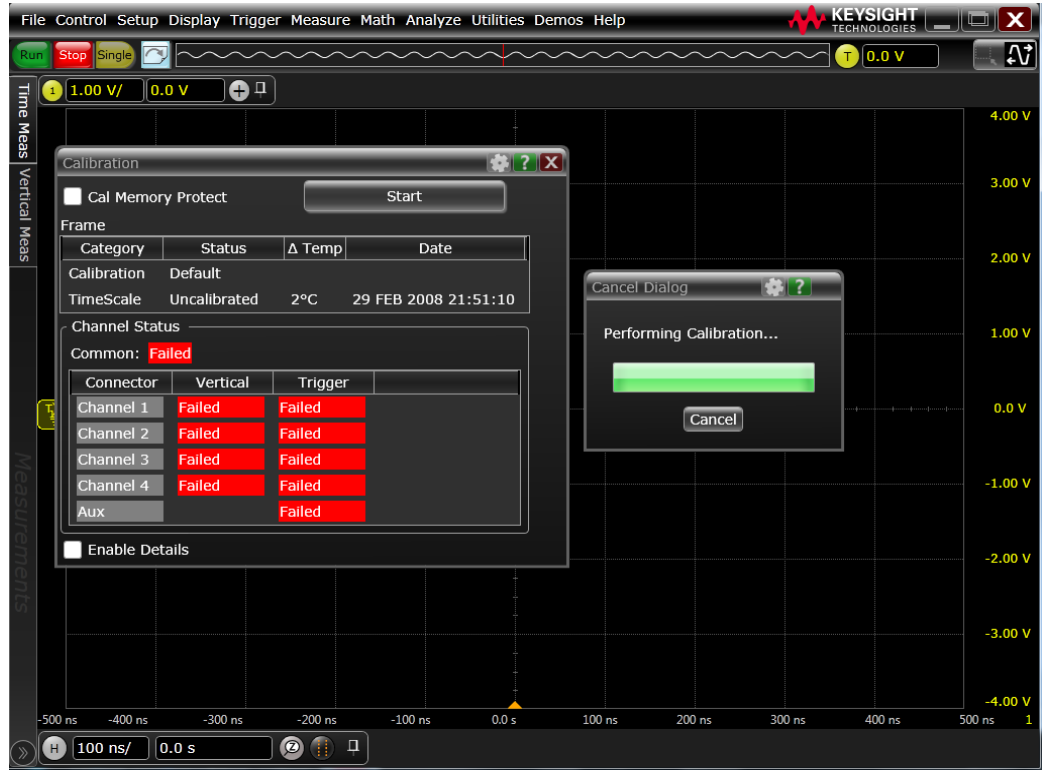 File Control Setup Display Trigger Measure Math Analyze Utilities Demos Help
KEYSIGHT
TECHNOLOGIES
Run Stop Single T 0.0 V
1 1.00 V/ 0.0 V
Time Meas
Vertical Meas
Measurements
4.00 V
3.00 V
2.00 V
1.00 V
0.0 V
-1.00 V
-2.00 V
-3.00 V
-4.00 V
Calibration ? X
Cal Memory Protect Start
Frame
Category Status Δ Temp Date
Calibration Default
TimeScale Uncalibrated 2°C 29 FEB 2008 21:51:10
Channel Status
Common: Failed
Connector Vertical Trigger
Channel 1 Failed Failed
Channel 2 Failed Failed
Channel 3 Failed Failed
Channel 4 Failed Failed
Aux Failed
Enable Details
Cancel Dialog ?
Performing Calibration...
Cancel
T
-500 ns -400 ns -300 ns -200 ns -100 ns 0.0 s 100 ns 200 ns 300 ns 400 ns 500 ns 1
H 100 ns/ 0.0 s Z